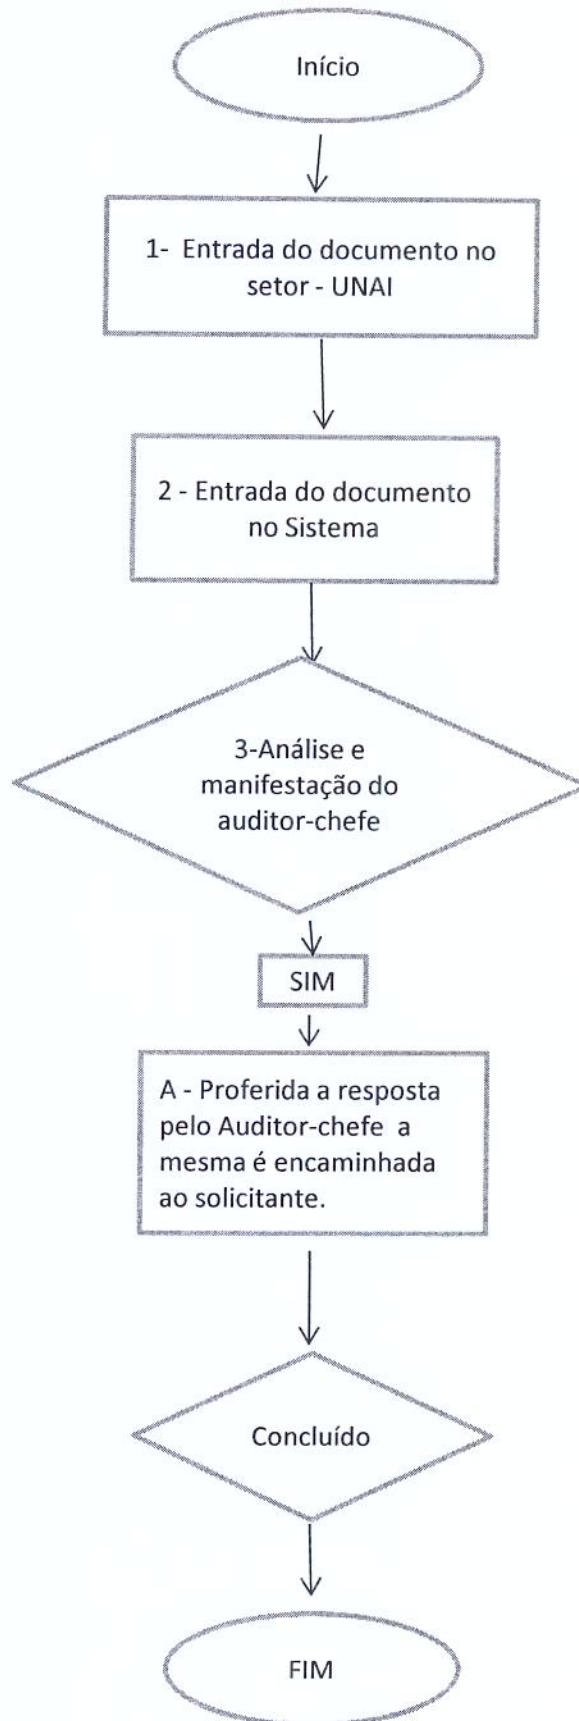 Início
1- Entrada do documento no
setor - UNAI
2 - Entrada do documento
no Sistema
3-Análise e
manifestação do
auditor-chefe
SIM
A - Proferida a resposta
pelo Auditor-chefe a
mesma é encaminhada
ao solicitante.
Concluído
FIM